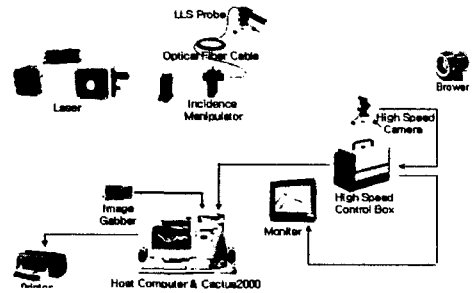 LLS Probe
Optical Fiber Cable
Laser
Incidence
Manipulator
Brower
High Speed
Camera
High Speed
Control Box
Image
Gabber
Moniter
Printer
Host Computer & Cactus2000